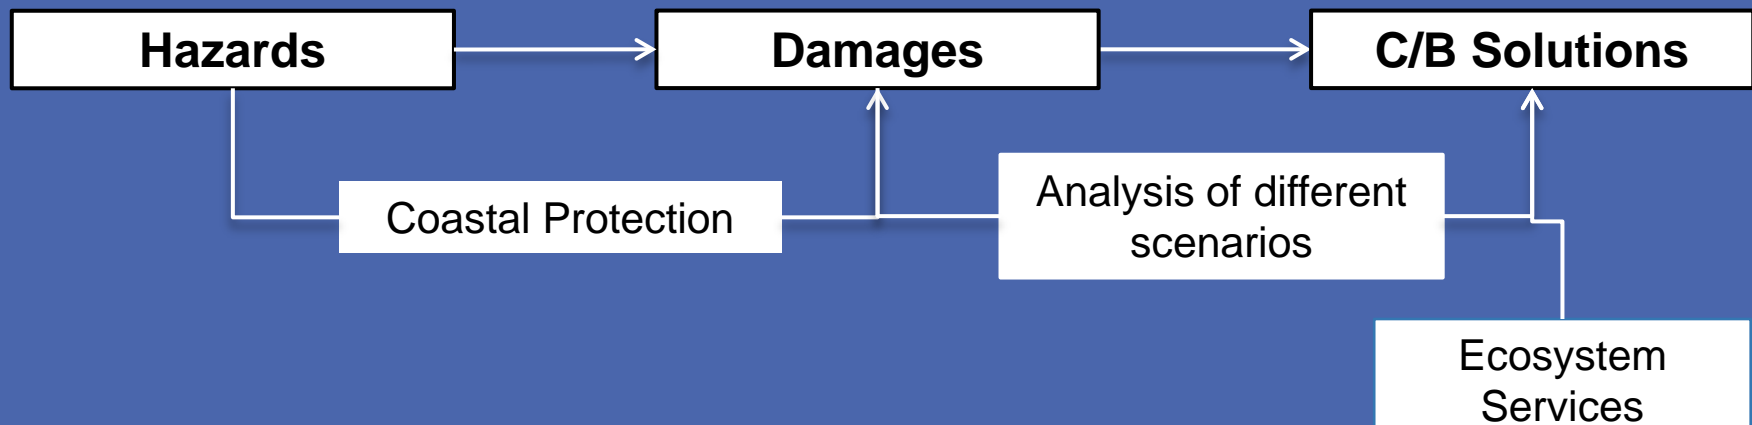 Hazards
Damages
C/B Solutions
Coastal Protection
Analysis of different
scenarios
Ecosystem
Services